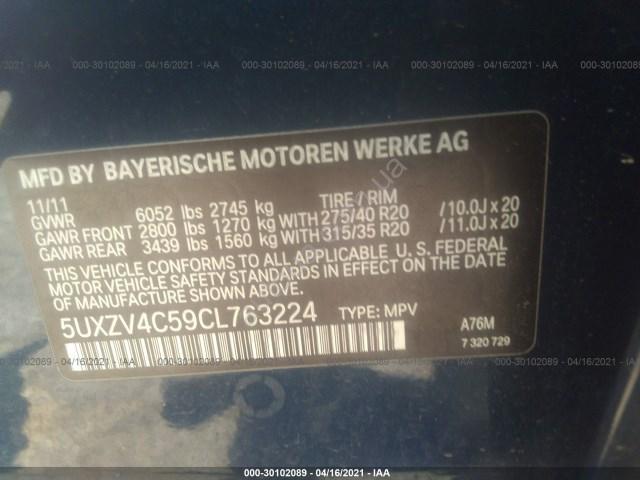 000-30102089 - 04/16/2021 - IAA
MFD BY BAYERISCHE MOTOREN WERKE AG
11/11 TIRE / RIM
GVWR 6052 lbs 2745 kg
GAWR FRONT 2800 lbs 1270 kg WITH 275/40 R20 /10.0J x 20
GAWR REAR 3439 lbs 1560 kg WITH 315/35 R20 /11.0J x 20
THIS VEHICLE CONFORMS TO ALL APPLICABLE U. S. FEDERAL
MOTOR VEHICLE SAFETY STANDARDS IN EFFECT ON THE DATE
OF MANUFACTURE SHOWN ABOVE.
5UXZV4C59CL763224 TYPE: MPV A76M
7 320 729
000-30102089 - 04/16/2021 - IAA